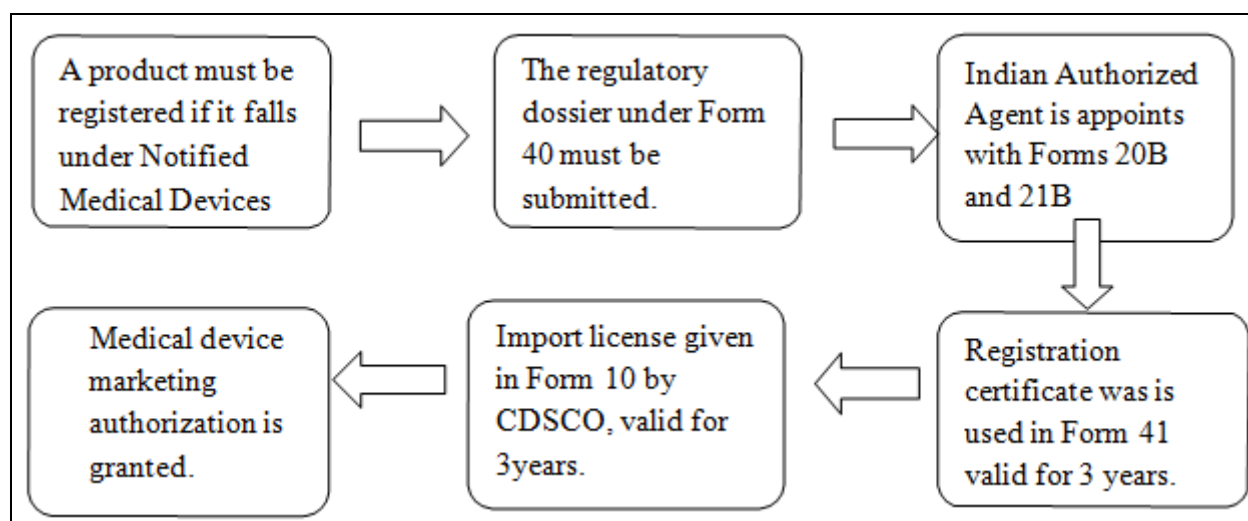 A product must be
registered if it falls
under Notified
Medical Devices
The regulatory
dossier under Form
40 must be
submitted.
Indian Authorized
Agent is appoints
with Forms 20B
and 21B
Registration
certificate was is
used in Form 41
valid for 3 years.
Import license given
in Form 10 by
CDSCO, valid for
3years.
Medical device
marketing
authorization is
granted.